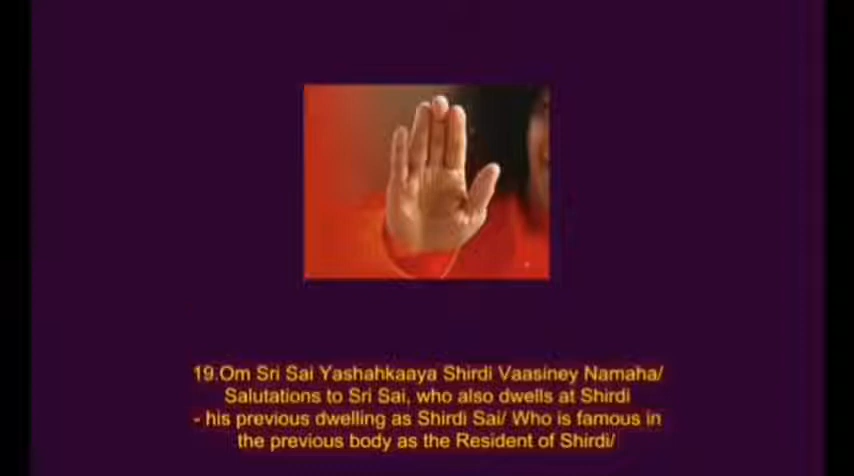 19.Om Sri Sai Yashahkaaya Shirdi Vaasiney Namaha/
Salutations to Sri Sai, who also dwells at Shirdi
- his previous dwelling as Shirdi Sai/ Who is famous in
the previous body as the Resident of Shirdi/